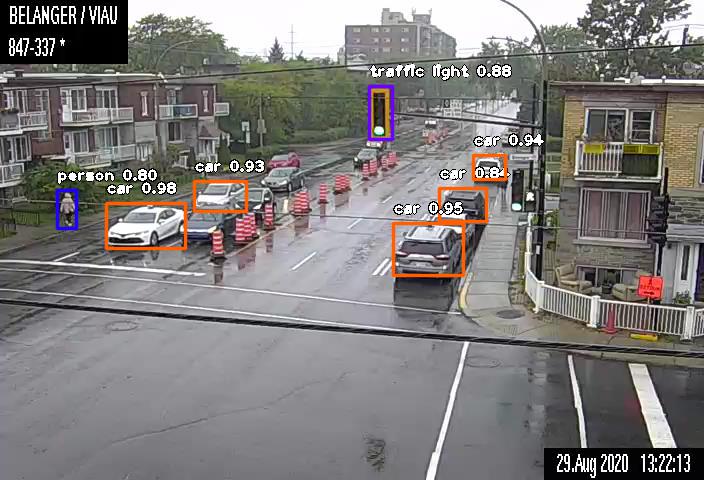 BELANGER / VIAU
847-337 *
traffic light 0.88
car 0.94
car 0.84
person 0.80
car 0.93
car 0.98
car 0.95
29.Aug 2020 13:22:13